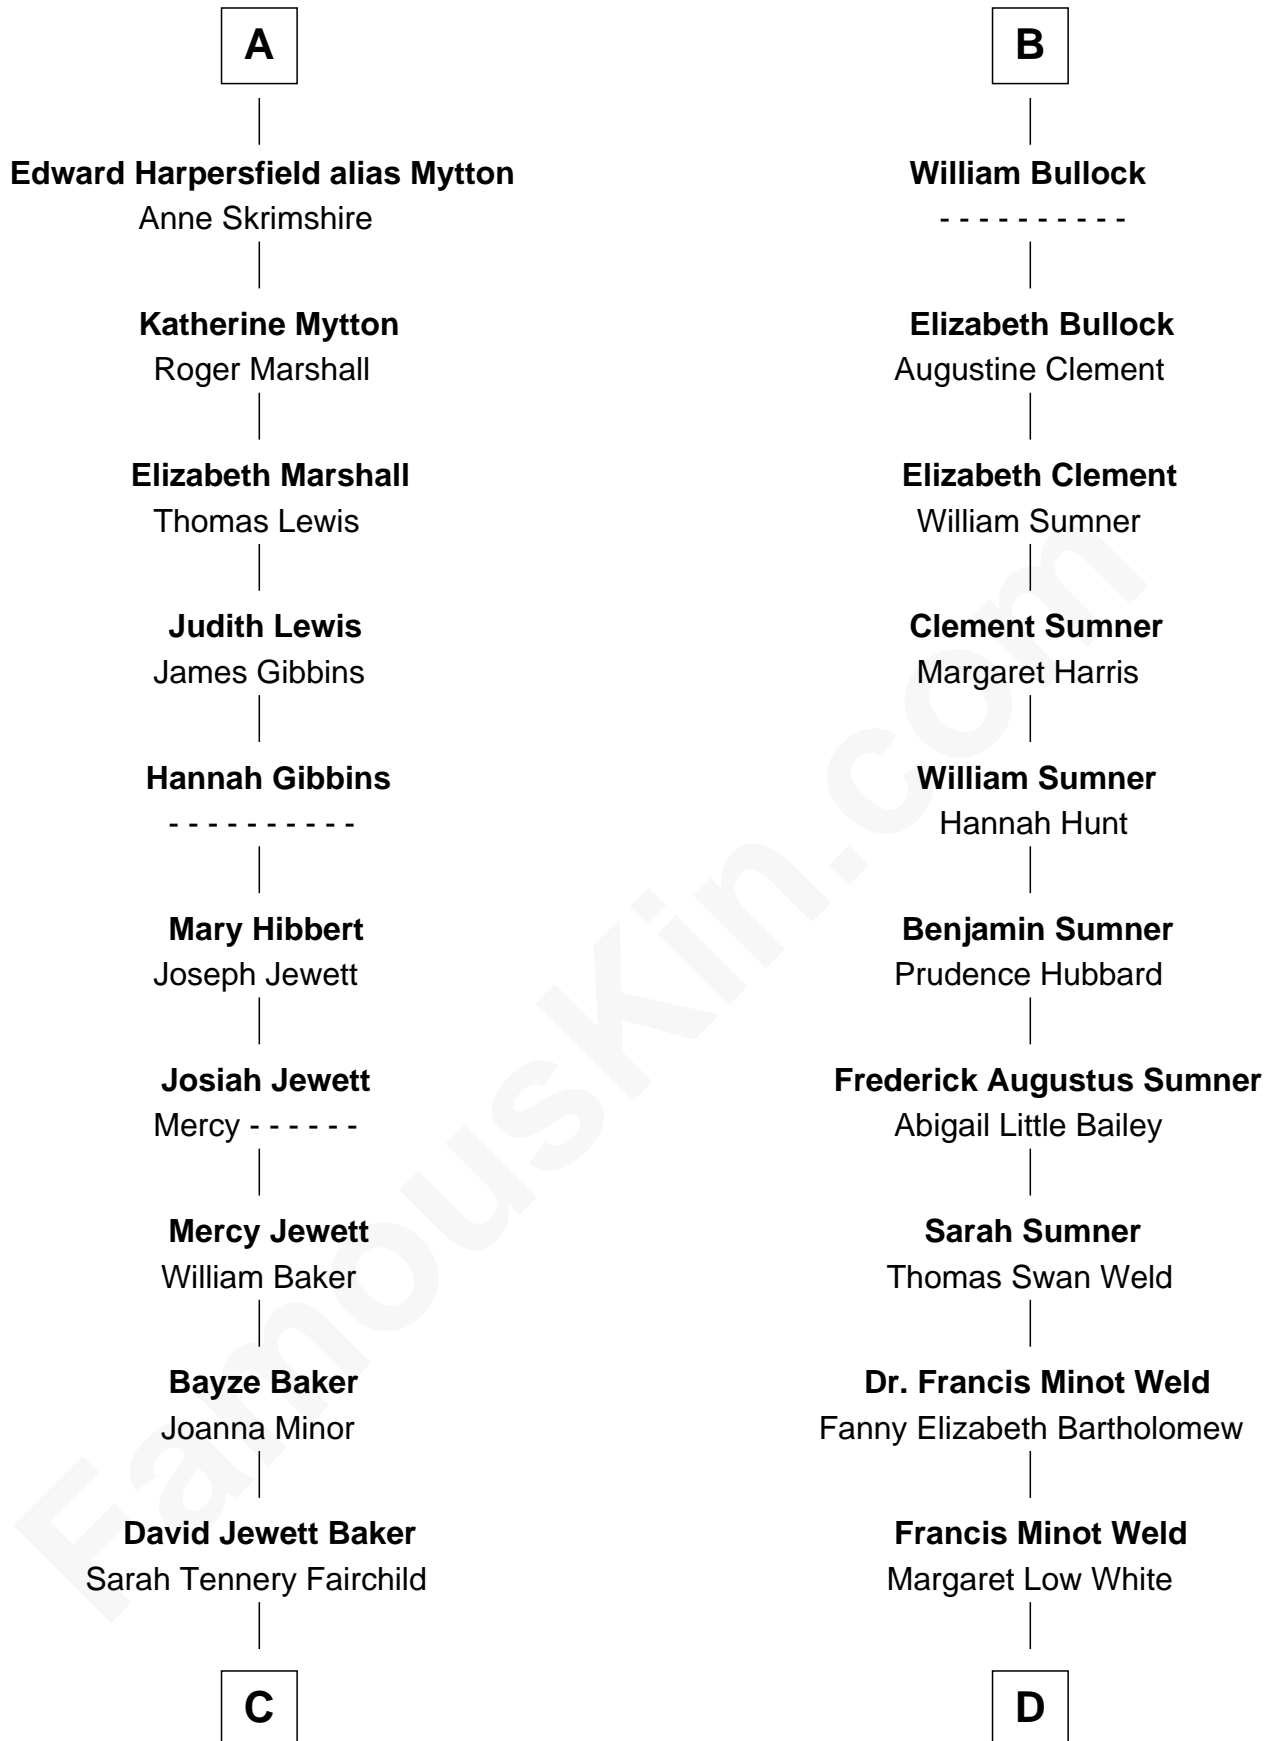 A
Edward Harpersfield alias Mytton
Anne Skrimshire
Katherine Mytton
Roger Marshall
Elizabeth Marshall
Thomas Lewis
Judith Lewis
James Gibbins
Hannah Gibbins
- - - - - - - - - -
Mary Hibbert
Joseph Jewett
Josiah Jewett
Mercy - - - - - -
Mercy Jewett
William Baker
Bayze Baker
Joanna Minor
David Jewett Baker
Sarah Tennery Fairchild
C
B
William Bullock
- - - - - - - - - -
Elizabeth Bullock
Augustine Clement
Elizabeth Clement
William Sumner
Clement Sumner
Margaret Harris
William Sumner
Hannah Hunt
Benjamin Sumner
Prudence Hubbard
Frederick Augustus Sumner
Abigail Little Bailey
Sarah Sumner
Thomas Swan Weld
Dr. Francis Minot Weld
Fanny Elizabeth Bartholomew
Francis Minot Weld
Margaret Low White
D
FamousKin.com